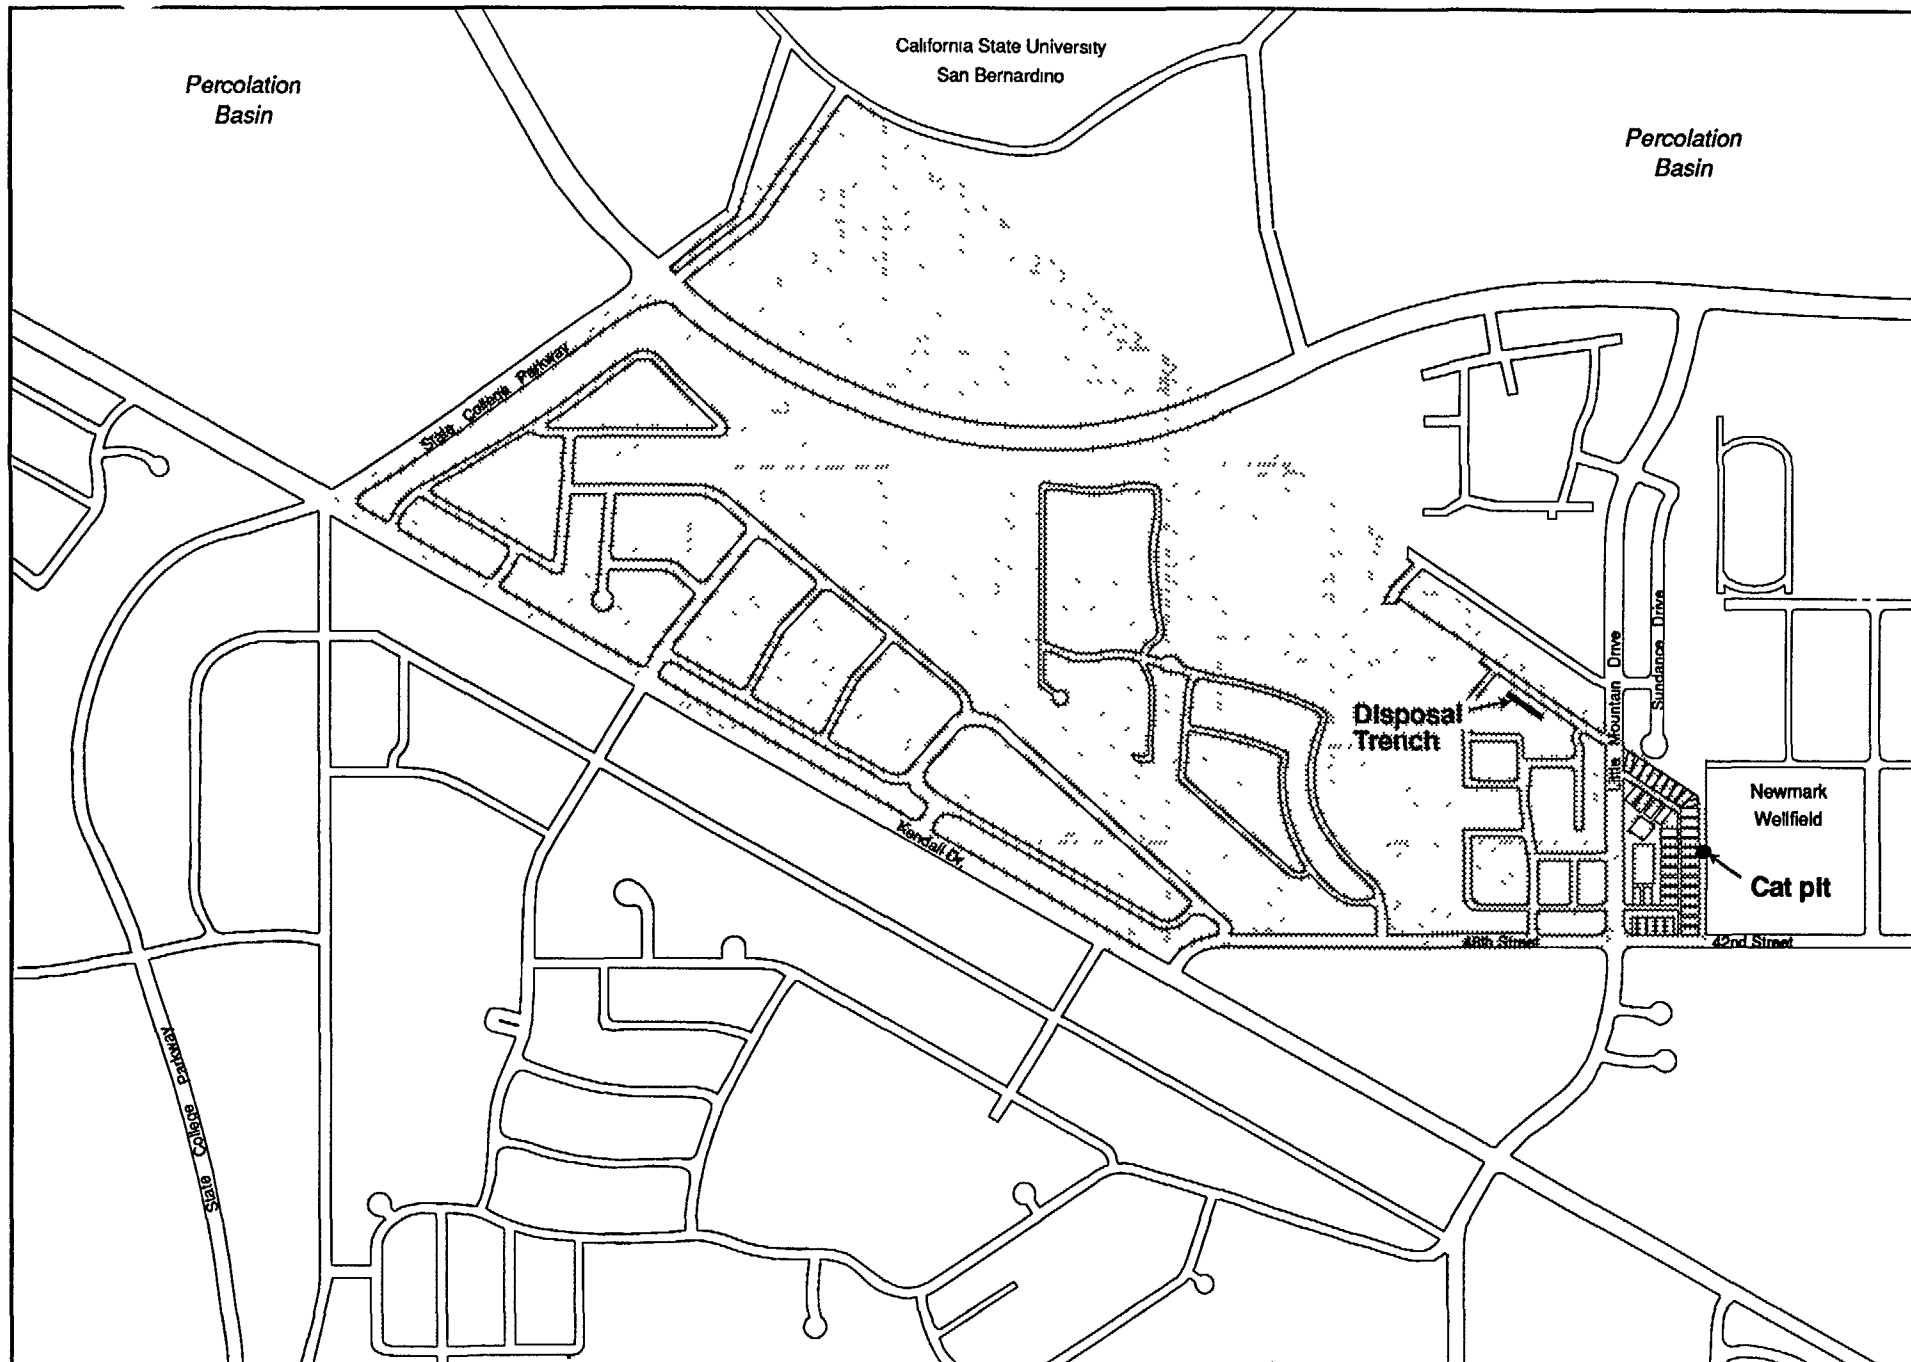 California State University
San Bernardino
Percolation
Basin
Percolation
Basin
State College Parkway
Little Mountain Drive
Sundance Drive
Disposal
Trench
Newmark
Wellfield
Kendall Dr.
Cat pit
48th Street
42nd Street
State College Parkway